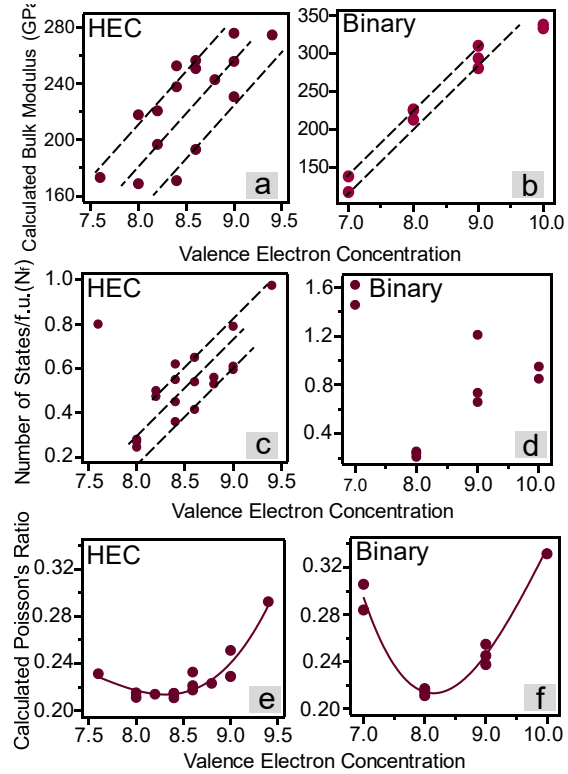 Calculated Bulk Modulus (GPa
HEC
280
240
200
160
a
7.5 8.0 8.5 9.0 9.5
Binary
350
300
250
200
150
b
7.0 8.0 9.0 10.0
Valence Electron Concentration
Number of States/f.u.(Nf)
HEC
1.0
0.8
0.6
0.4
0.2
c
7.5 8.0 8.5 9.0 9.5
Binary
1.6
1.2
0.8
0.4
d
7.0 8.0 9.0 10.0
Valence Electron Concentration
Calculated Poisson's Ratio
HEC
0.32
0.28
0.24
0.20
e
7.5 8.0 8.5 9.0 9.5
Binary
0.32
0.28
0.24
0.20
f
7.0 8.0 9.0 10.0
Valence Electron Concentration